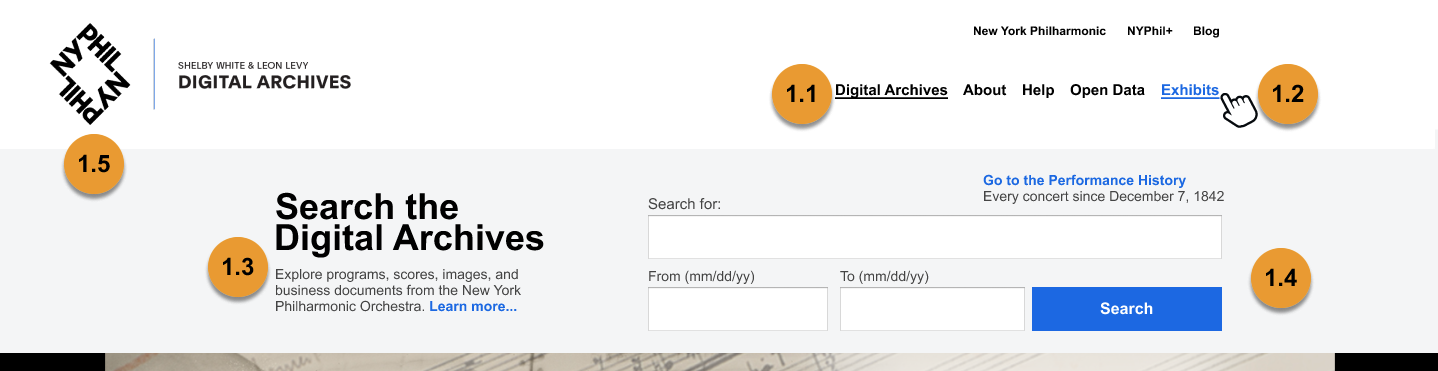 NY PHIL NY PHIL
SHELBY WHITE & LEON LEVY
DIGITAL ARCHIVES
New York Philharmonic NYPhil+ Blog
1.1 Digital Archives About Help Open Data Exhibits 1.2
1.5
Search the
Digital Archives
1.3
Explore programs, scores, images, and
business documents from the New York
Philharmonic Orchestra. Learn more...
Go to the Performance History
Every concert since December 7, 1842
Search for:
From (mm/dd/yy) To (mm/dd/yy)
Search
1.4